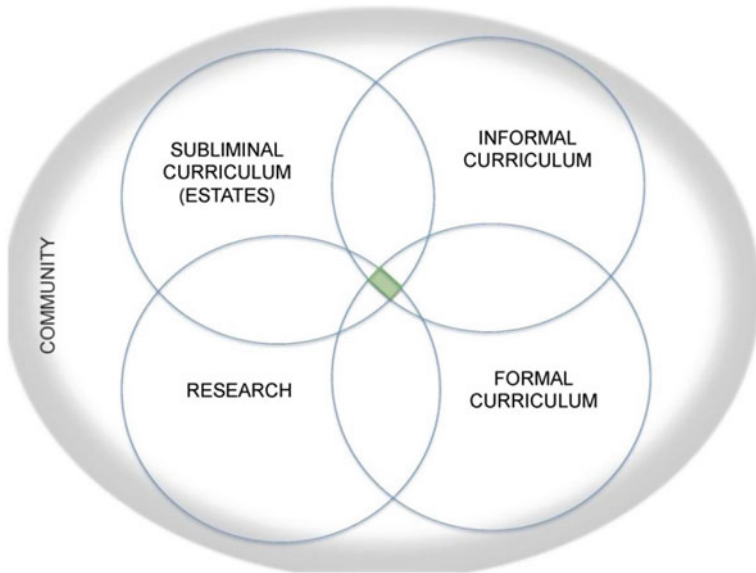 SUBLIMINAL
CURRICULUM
(ESTATES)
INFORMAL
CURRICULUM
COMMUNITY
RESEARCH
FORMAL
CURRICULUM